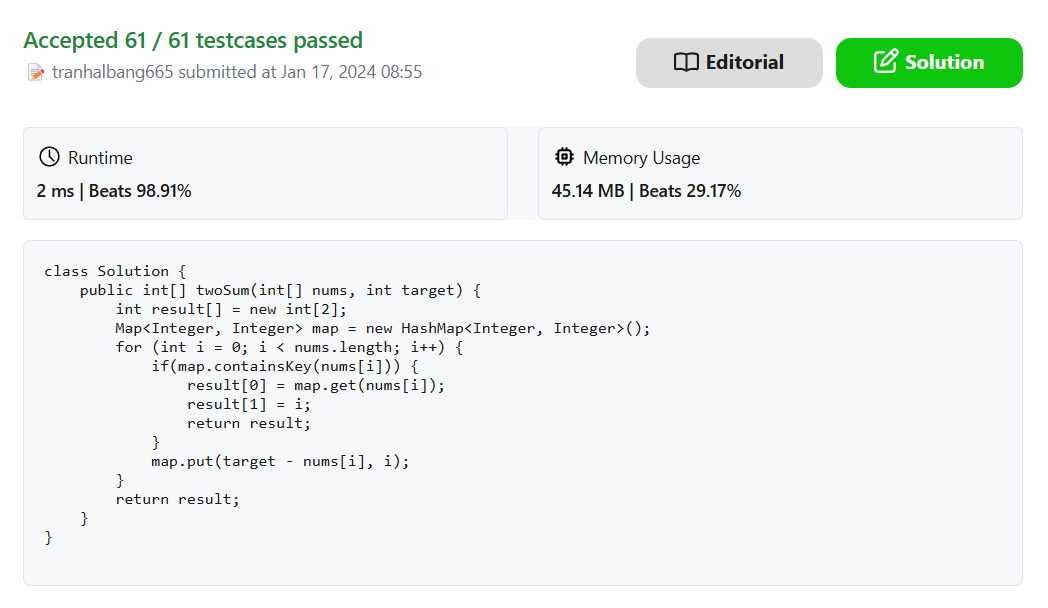 Accepted 61 / 61 testcases passed
tranhalbang665 submitted at Jan 17, 2024 08:55
Editorial
Solution
Runtime
2 ms | Beats 98.91%
Memory Usage
45.14 MB | Beats 29.17%
class Solution {
    public int[] twoSum(int[] nums, int target) {
        int result[] = new int[2];
        Map<Integer, Integer> map = new HashMap<Integer, Integer>();
        for (int i = 0; i < nums.length; i++) {
            if(map.containsKey(nums[i])) {
                result[0] = map.get(nums[i]);
                result[1] = i;
                return result;
            }
            map.put(target - nums[i], i);
        }
        return result;
    }
}